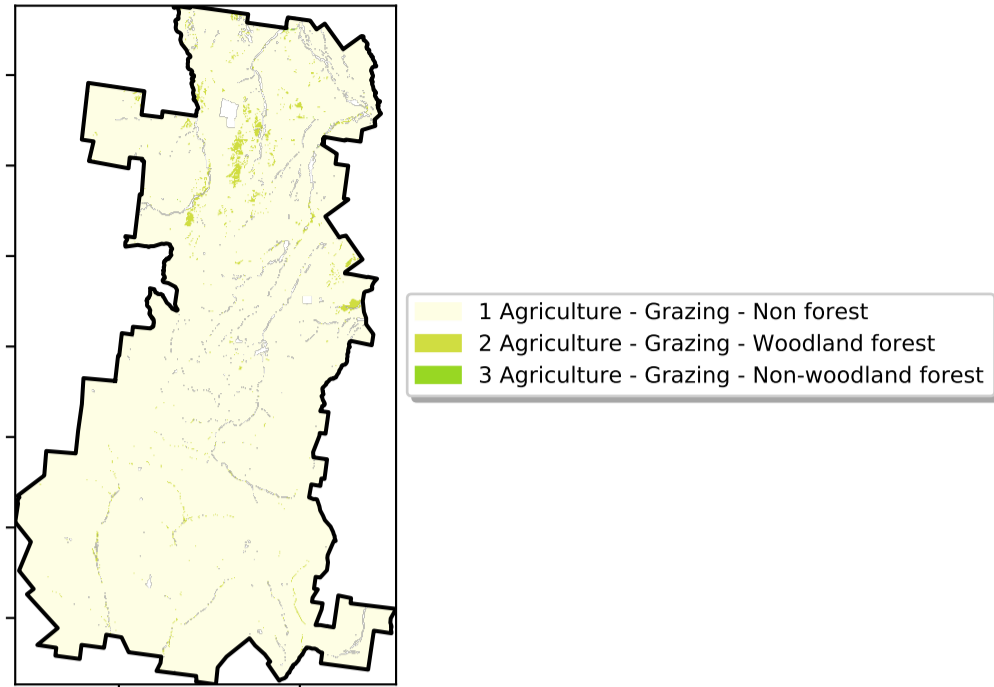 1 Agriculture - Grazing - Non forest
2 Agriculture - Grazing - Woodland forest
3 Agriculture - Grazing - Non-woodland forest